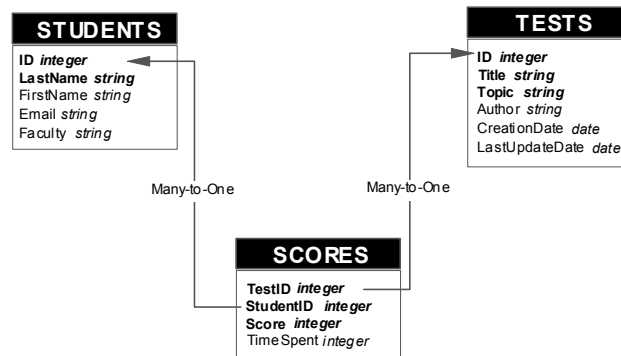 STUDENTS
ID integer
LastName string
FirstName string
Email string
Faculty string
TESTS
ID integer
Title string
Topic string
Author string
CreationDate date
LastUpdateDate date
Many-to-One
Many-to-One
SCORES
TestID integer
StudentID integer
Score integer
TimeSpent integer